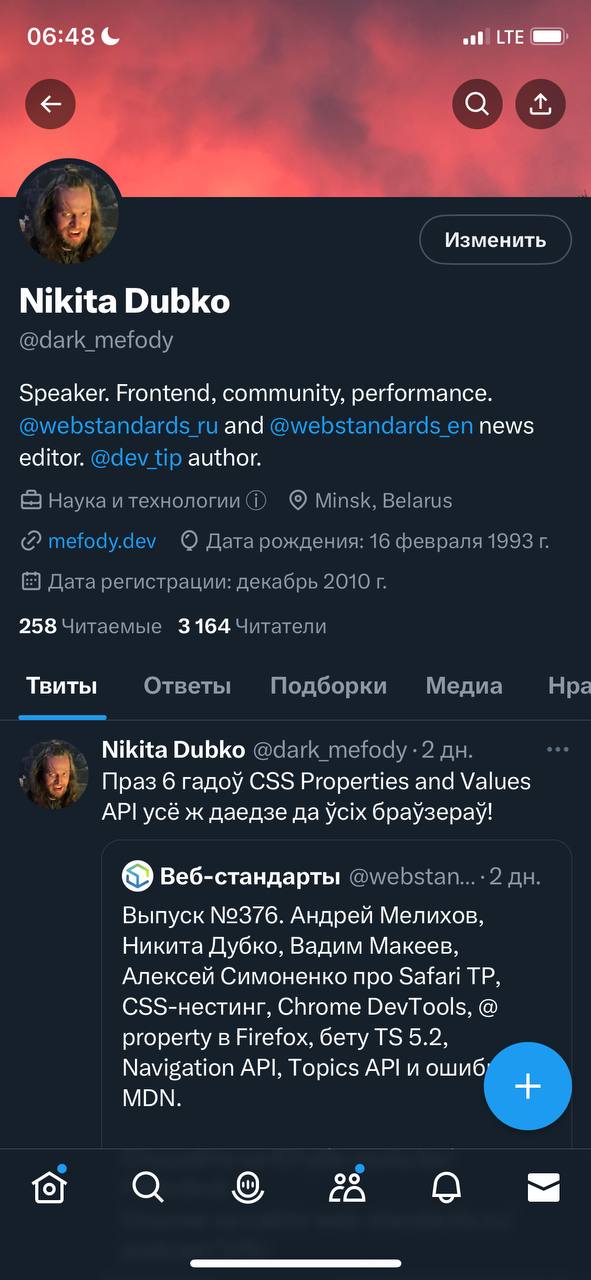 06:48
LTE
Изменить
Nikita Dubko
@dark_mefody
Speaker. Frontend, community, performance.
@webstandards_ru and @webstandards_en news
editor. @dev_tip author.
Наука и технологии Minsk, Belarus
mefody.dev Дата рождения: 16 февраля 1993 г.
Дата регистрации: декабрь 2010 г.
258 Читаемые 3 164 Читатели
Твиты Ответы Подборки Медиа Нра
Nikita Dubko @dark_mefody · 2 дн.
Праз 6 гадоў CSS Properties and Values
API усё ж даедзе да ўсіх браўзераў!
Веб-стандарты @webstan... · 2 дн.
Выпуск №376. Андрей Мелихов,
Никита Дубко, Вадим Макеев,
Алексей Симоненко про Safari TP,
CSS-нестинг, Chrome DevTools, @
property в Firefox, бету TS 5.2,
Navigation API, Topics API и ошиб
MDN.